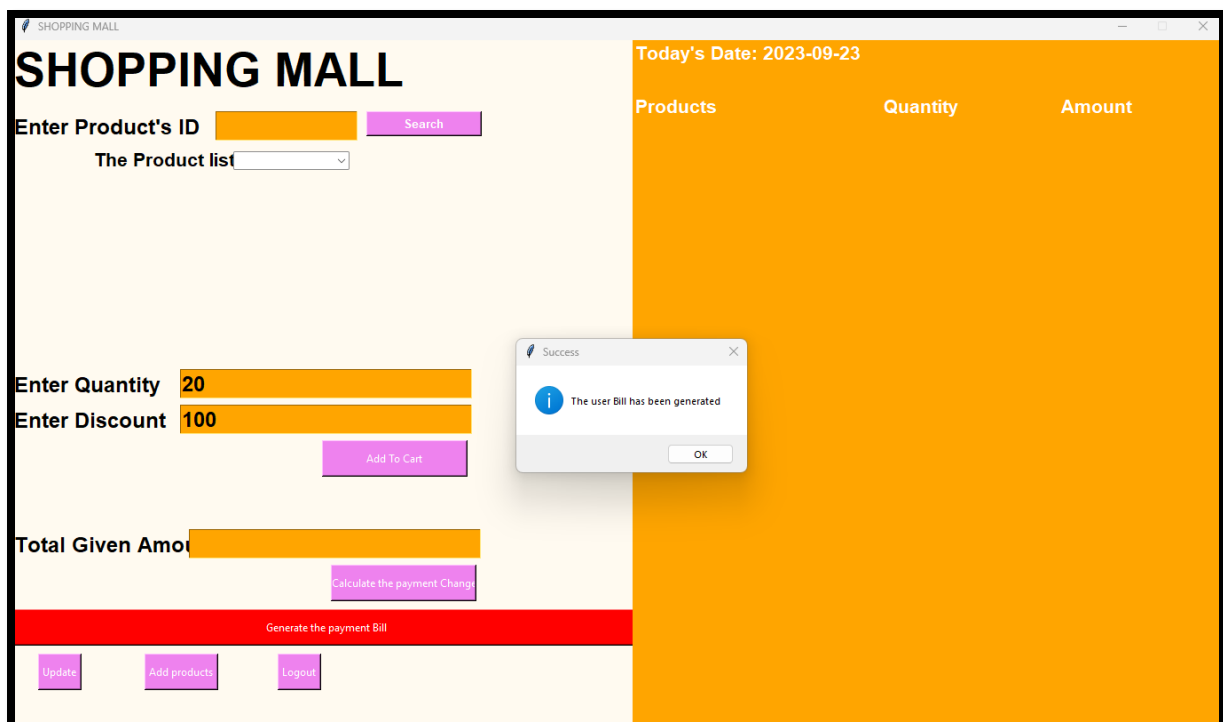 SHOPPING MALL
SHOPPING MALL
Enter Product's ID
Search
The Product list
Enter Quantity 20
Enter Discount 100
Add To Cart
Total Given Amou
Calculate the payment Change
Generate the payment Bill
Update Add products Logout
Today's Date: 2023-09-23
Products Quantity Amount
Success
The user Bill has been generated
OK